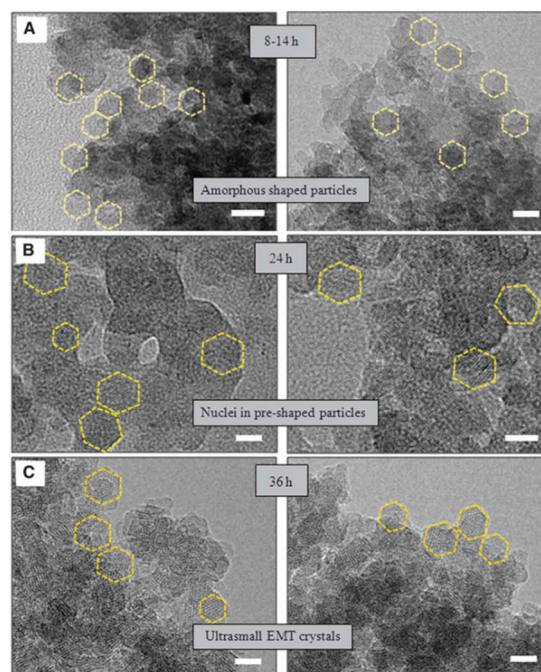 A
8-14 h
Amorphous shaped particles
B
24 h
Nuclei in pre-shaped particles
C
36 h
Ultrasmall EMT crystals